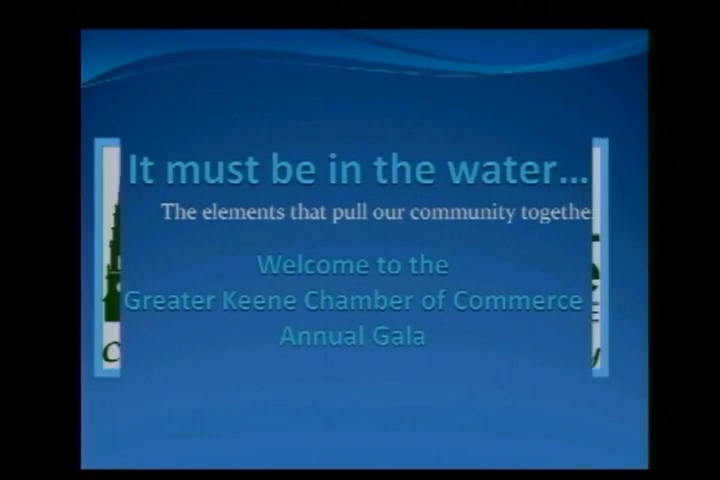 It must be in the water...
The elements that pull our community togethe
Welcome to the
Greater Keene Chamber of Commerce
Annual Gala